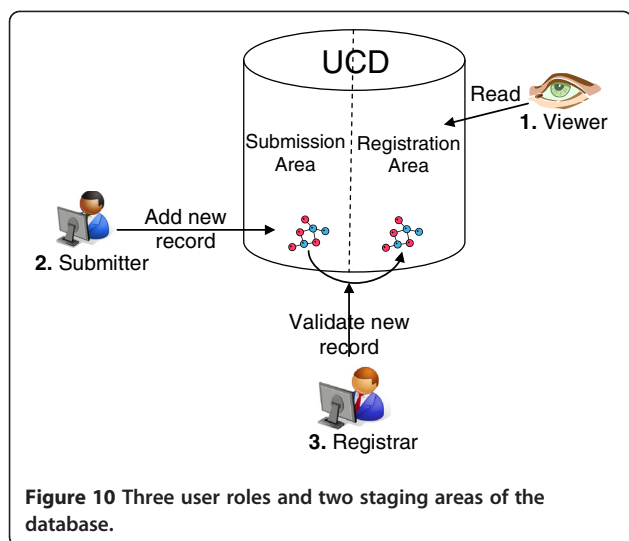 UCD
Read
1. Viewer
Submission
Area
Registration
Area
Add new
record
2. Submitter
Validate new
record
3. Registrar
Figure 10 Three user roles and two staging areas of the
database.